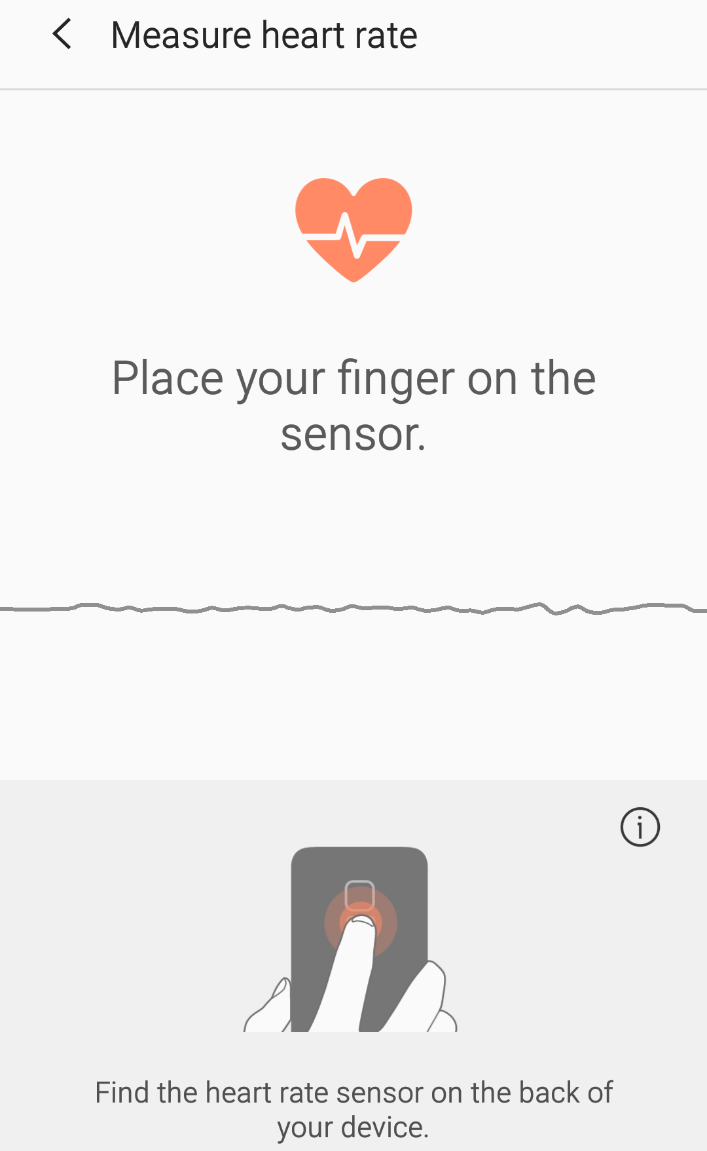 Measure heart rate
Place your finger on the
sensor.
Find the heart rate sensor on the back of
your device.